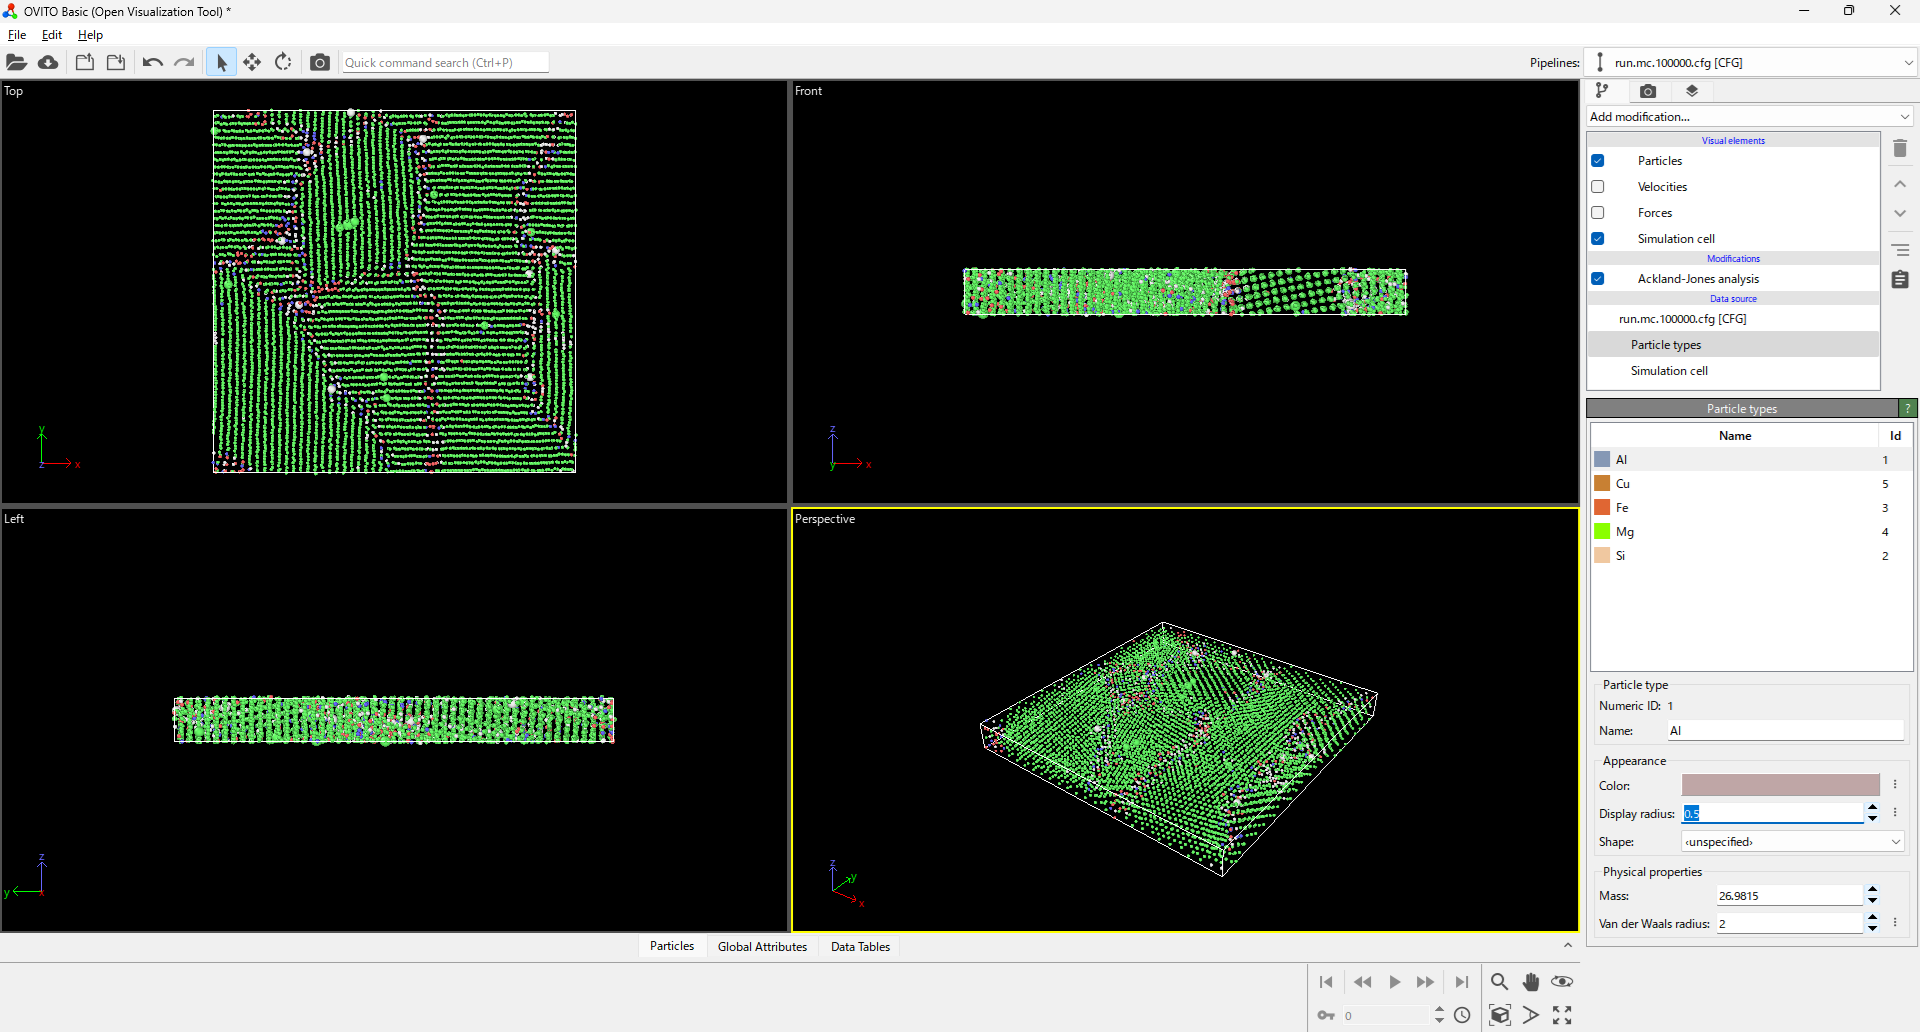 OVITO Basic (Open Visualization Tool) *
File Edit Help
Quick command search (Ctrl+P)
Pipelines: run.mc.100000.cfg [CFG]
Top
y
z
x
Front
z
y
x
Left
z
y
x
Perspective
z
y
x
Add modification...
Visual elements
Particles
Velocities
Forces
Simulation cell
Modifications
Ackland-Jones analysis
Data source
run.mc.100000.cfg [CFG]
Particle types
Simulation cell
Particle types ?
Name Id
Al 1
Cu 5
Fe 3
Mg 4
Si 2
Particle type
Numeric ID: 1
Name: Al
Appearance
Color:
Display radius: 0.5
Shape: ‹unspecified›
Physical properties
Mass: 26.9815
Van der Waals radius: 2
Particles Global Attributes Data Tables
0